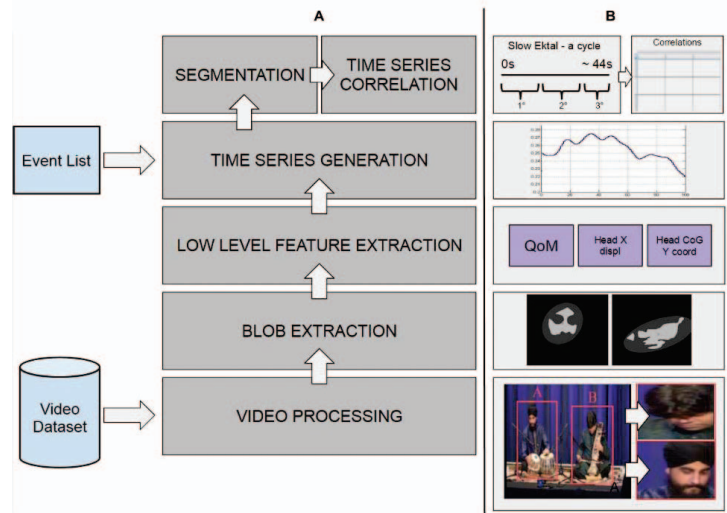 A
B
SEGMENTATION
TIME SERIES
CORRELATION
Slow Ektal - a cycle
0s ~ 44s
1° 2° 3°
Correlations
Event List
TIME SERIES GENERATION
LOW LEVEL FEATURE EXTRACTION
QoM
Head X
displ
Head CoG
Y coord
BLOB EXTRACTION
Video
Dataset
VIDEO PROCESSING
A
B
A